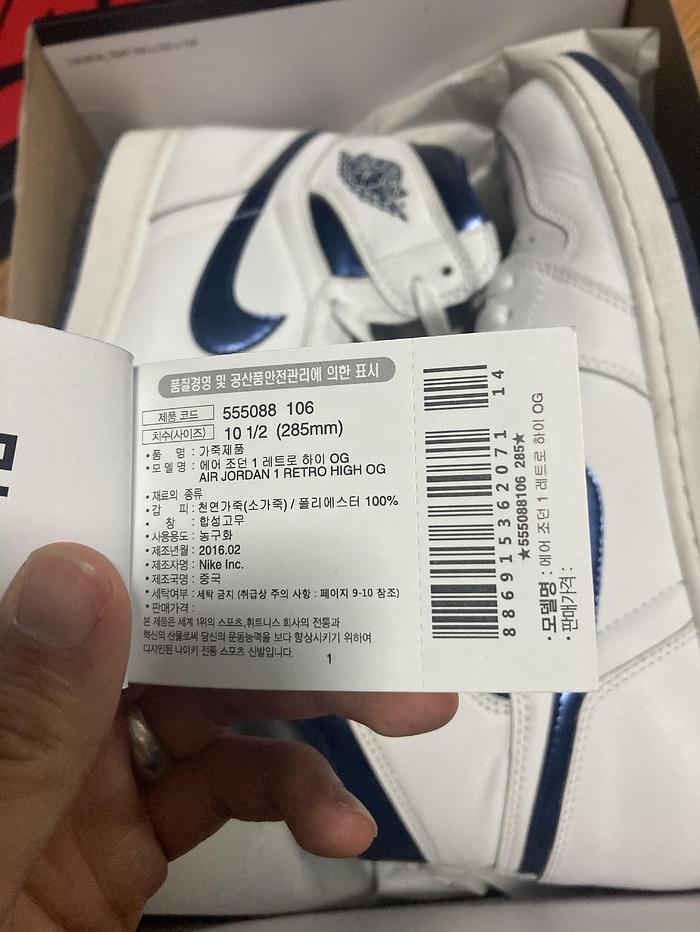 품질경영 및 공산품안전관리에 의한 표시
제품 코드 555088 106
치수(사이즈) 10 1/2 (285mm)
•품 명 : 가죽제품
•모 델 명 : 에어 조던 1 레트로 하이 OG
AIR JORDAN 1 RETRO HIGH OG
•재료의 종류
•갑 피 : 천연가죽(소가죽) / 폴리에스터 100%
• 창 : 합성고무
•사용용도 : 농구화
•제조년월 : 2016.02
•제조자명 : Nike Inc.
•제조국명 : 중국
•세탁여부 : 세탁 금지 (취급상 주의 사항 : 페이지 9-10 참조)
•판매가격 :
본 제품은 세계 1위의 스포츠,휘트니스 회사의 전통과
혁신의 산물로써 당신의 운동능력을 보다 향상시키기 위하여
디자인된 나이키 전통 스포츠 신발입니다.
1
8 86915362071 14
★555088106 285★
•모델명 : 에어 조던 1 레트로 하이 OG
•판매가격 :